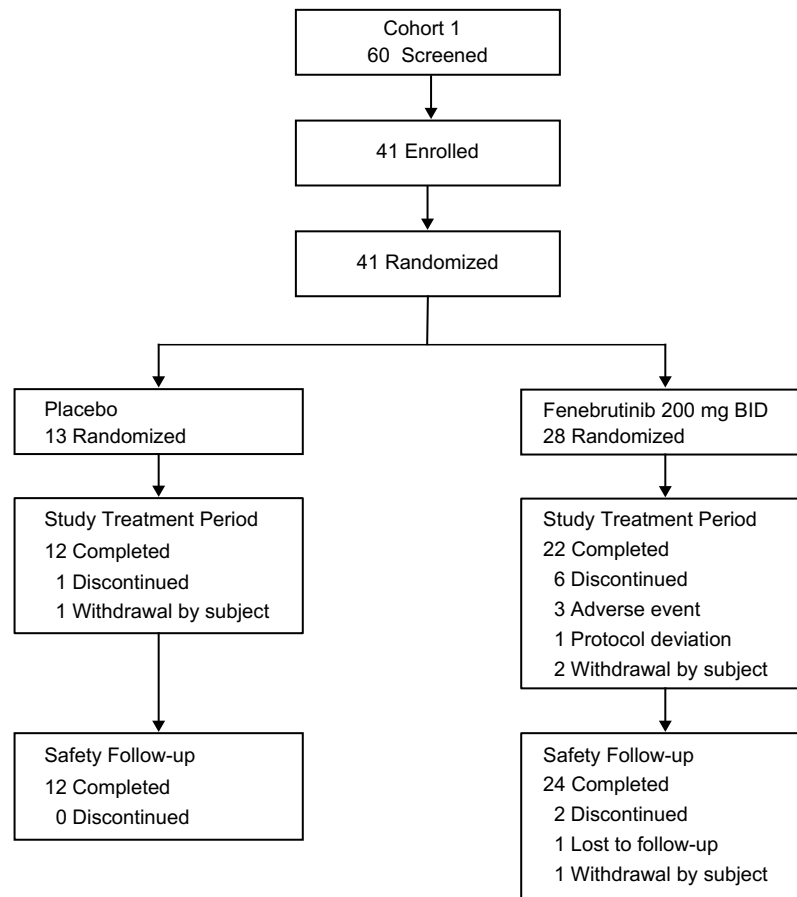 Cohort 1
60 Screened
41 Enrolled
41 Randomized
Placebo
13 Randomized
Study Treatment Period
12 Completed
1 Discontinued
1 Withdrawal by subject
Safety Follow-up
12 Completed
0 Discontinued
Fenebrutinib 200 mg BID
28 Randomized
Study Treatment Period
22 Completed
6 Discontinued
3 Adverse event
1 Protocol deviation
2 Withdrawal by subject
Safety Follow-up
24 Completed
2 Discontinued
1 Lost to follow-up
1 Withdrawal by subject